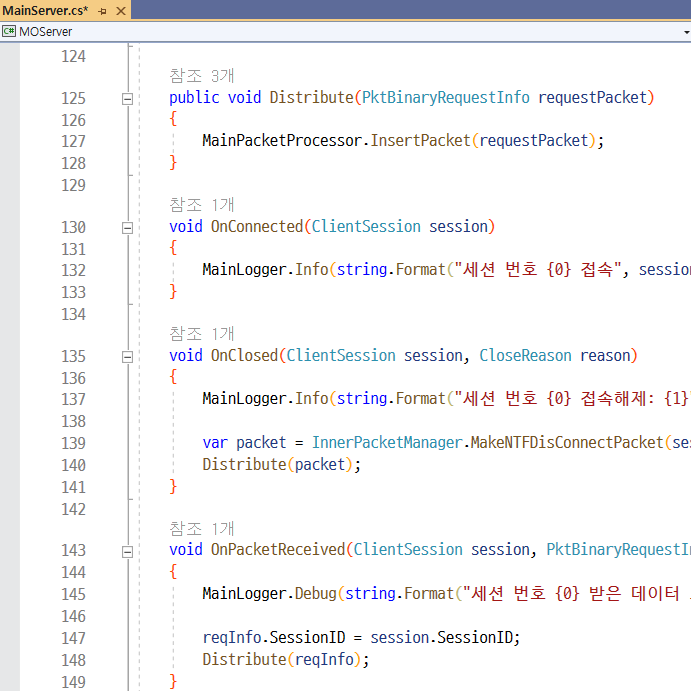 MainServer.cs*
C# MOServer
124
참조 3개
125 public void Distribute(PktBinaryRequestInfo requestPacket)
126 {
127 MainPacketProcessor.InsertPacket(requestPacket);
128 }
129
참조 1개
130 void OnConnected(ClientSession session)
131 {
132 MainLogger.Info(string.Format("세션 번호 {0} 접속", session
133 }
134
참조 1개
135 void OnClosed(ClientSession session, CloseReason reason)
136 {
137 MainLogger.Info(string.Format("세션 번호 {0} 접속해제: {1}
138
139 var packet = InnerPacketManager.MakeNTFDisConnectPacket(se
140 Distribute(packet);
141 }
142
참조 1개
143 void OnPacketReceived(ClientSession session, PktBinaryRequestIn
144 {
145 MainLogger.Debug(string.Format("세션 번호 {0} 받은 데이터
146
147 reqInfo.SessionID = session.SessionID;
148 Distribute(reqInfo);
149 }